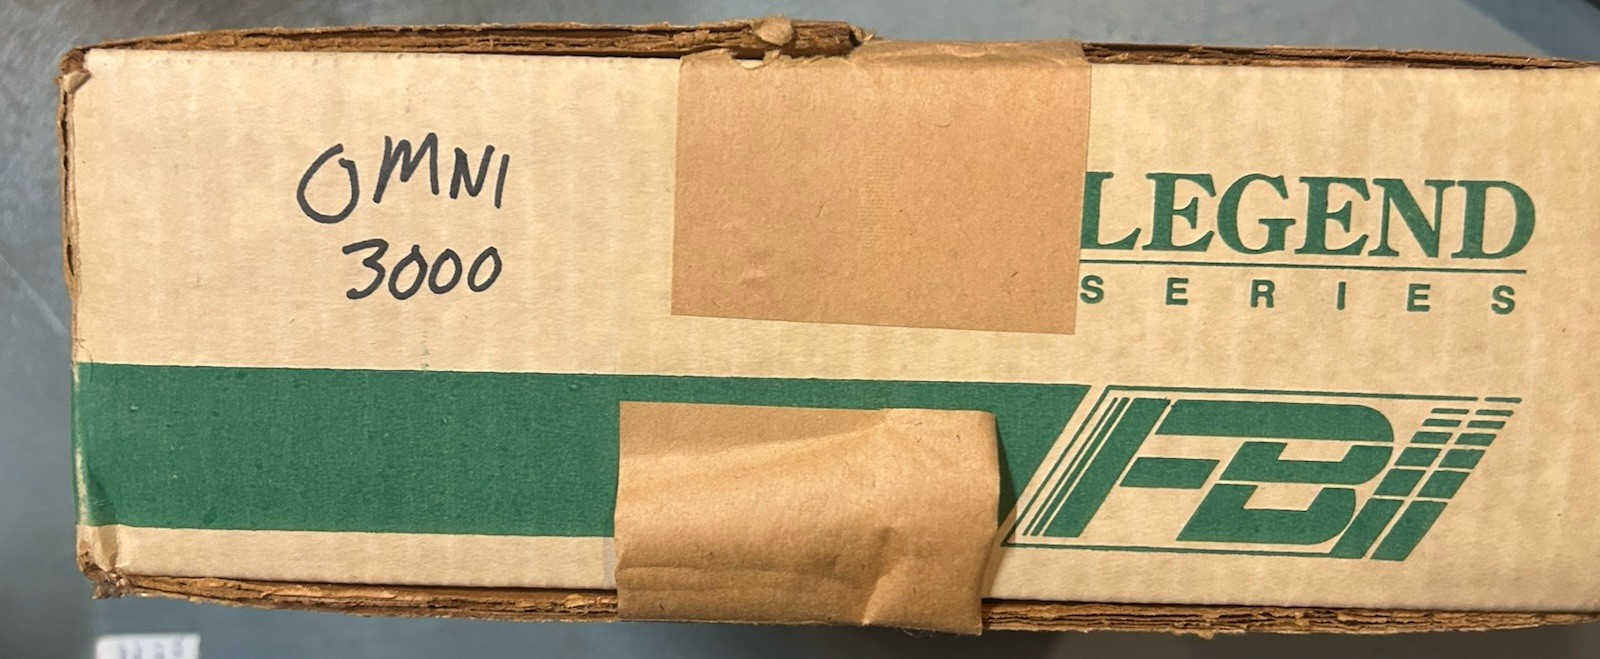 OMNI
3000
LEGEND
SERIES
FBII